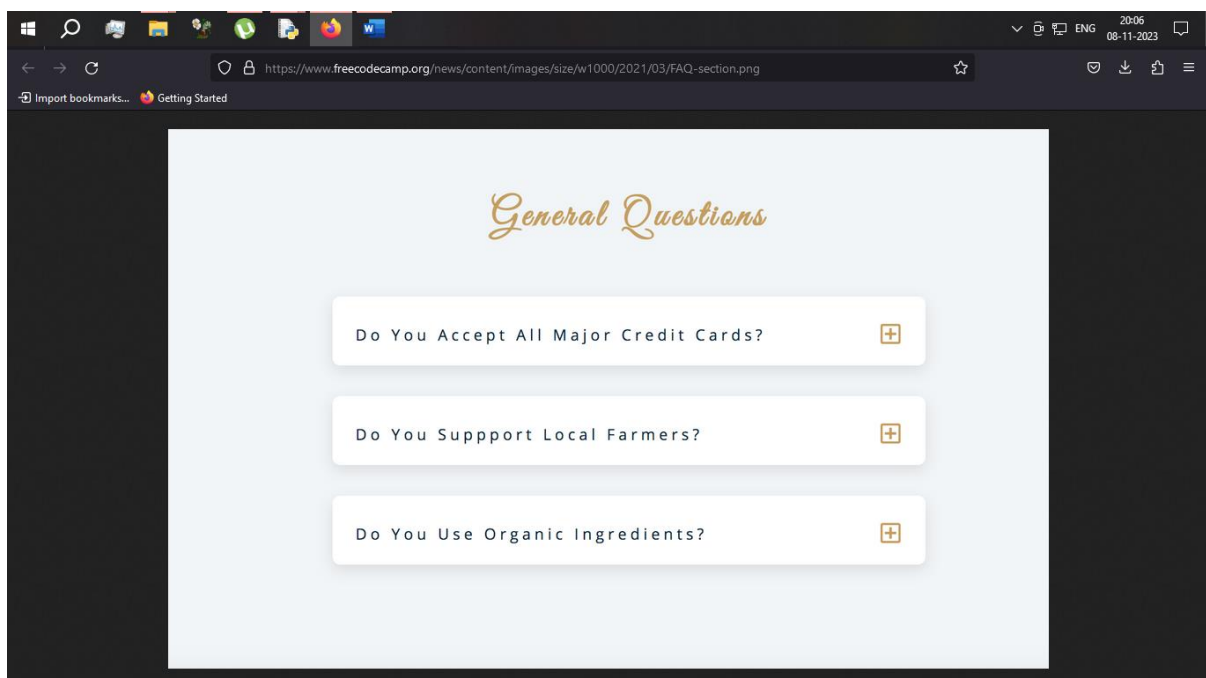 20:06
ENG
08-11-2023
https://www.freecodecamp.org/news/content/images/size/w1000/2021/03/FAQ-section.png
Import bookmarks... Getting Started
General Questions
Do You Accept All Major Credit Cards?
Do You Suppport Local Farmers?
Do You Use Organic Ingredients?